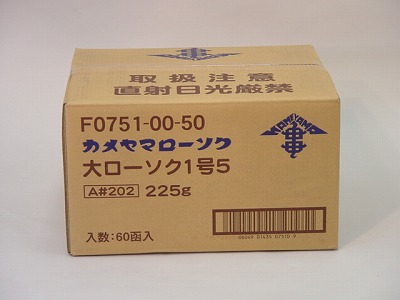 取扱注意
直射日光厳禁
F0751-00-50
KAMEYAMA
カメヤマローソク
大ローソク1号5
A#202 225g
入数:60函入